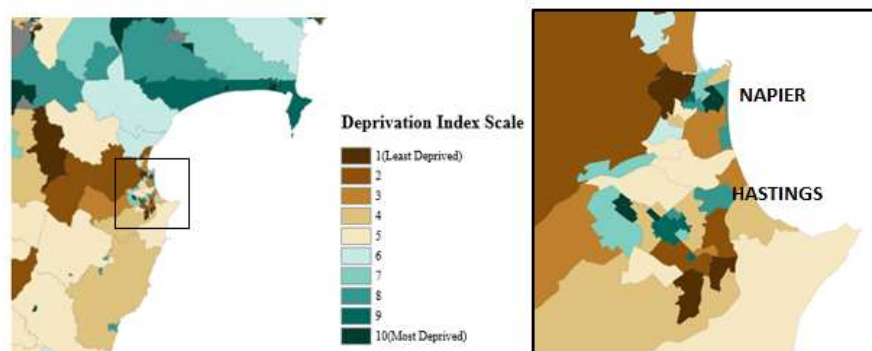 Deprivation Index Scale
1(Least Deprived)
2
3
4
5
6
7
8
9
10(Most Deprived)
NAPIER
HASTINGS